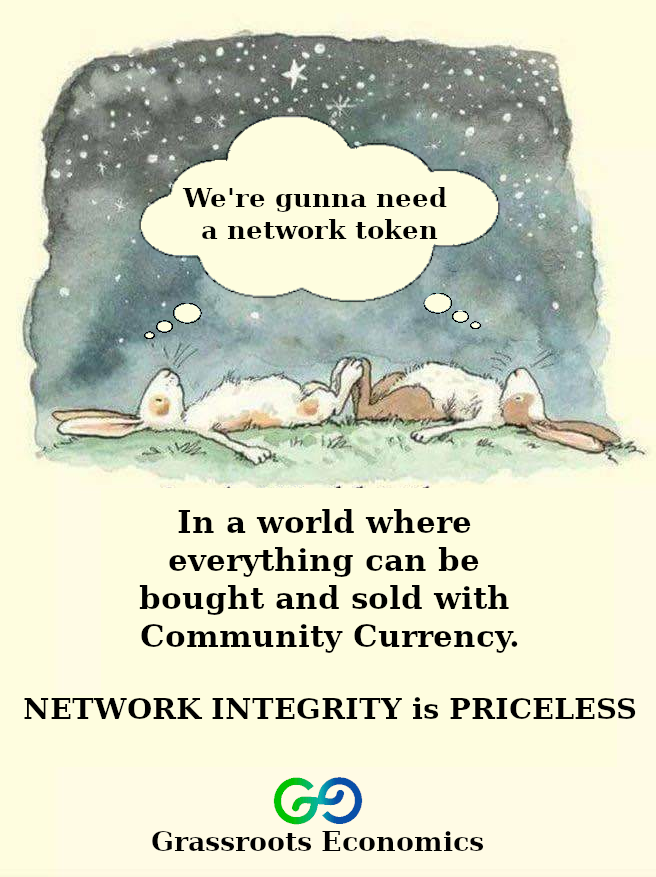 We're gunna need
a network token
In a world where
everything can be
bought and sold with
Community Currency.
NETWORK INTEGRITY is PRICELESS
Grassroots Economics